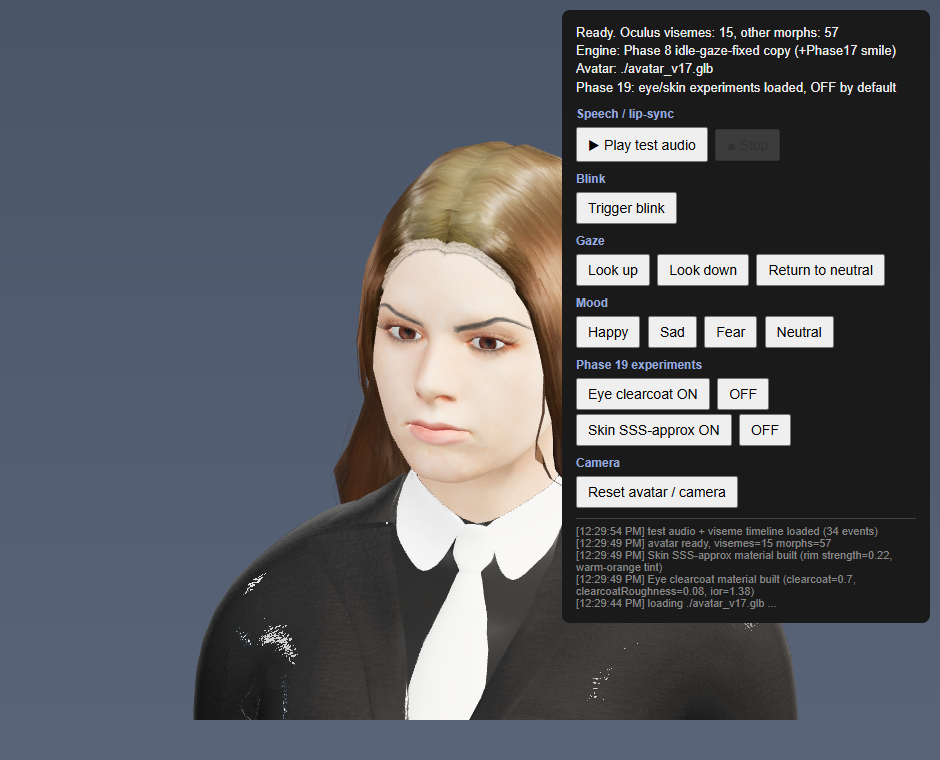 Ready. Oculus visemes: 15, other morphs: 57
Engine: Phase 8 idle-gaze-fixed copy (+Phase17 smile)
Avatar: ./avatar_v17.glb
Phase 19: eye/skin experiments loaded, OFF by default
Speech / lip-sync
▶ Play test audio ■ Stop
Blink
Trigger blink
Gaze
Look up Look down Return to neutral
Mood
Happy Sad Fear Neutral
Phase 19 experiments
Eye clearcoat ON OFF
Skin SSS-approx ON OFF
Camera
Reset avatar / camera
[12:29:54 PM] test audio + viseme timeline loaded (34 events)
[12:29:49 PM] avatar ready, visemes=15 morphs=57
[12:29:49 PM] Skin SSS-approx material built (rim strength=0.22,
warm-orange tint)
[12:29:49 PM] Eye clearcoat material built (clearcoat=0.7,
clearcoatRoughness=0.08, ior=1.38)
[12:29:44 PM] loading ./avatar_v17.glb ...